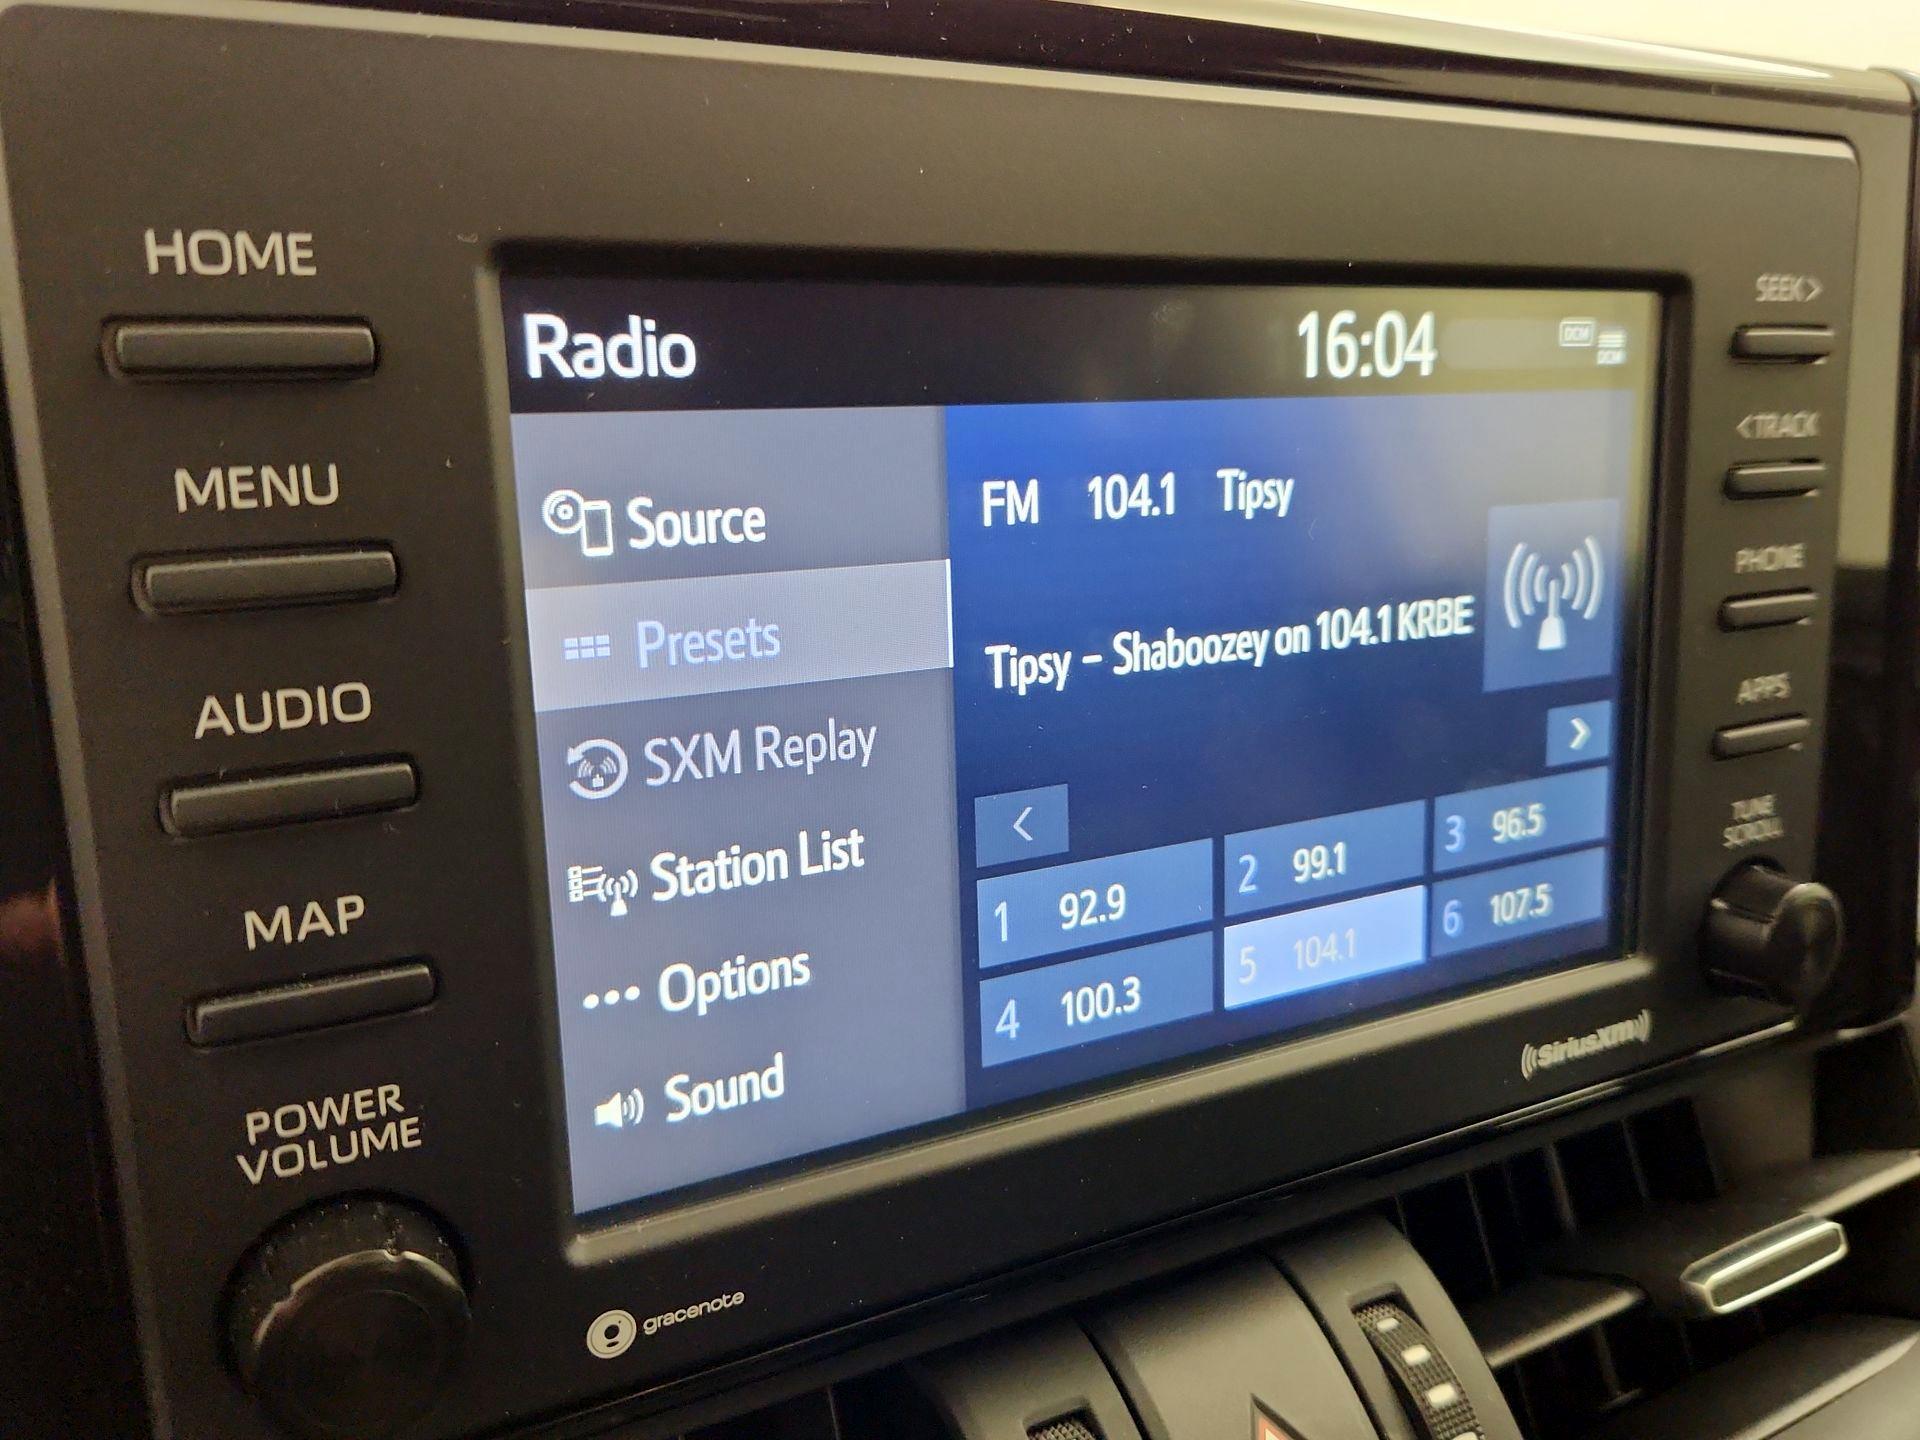 HOME
MENU
AUDIO
MAP
POWER
VOLUME
Radio
16:04
DCM
DCM
Source
Presets
SXM Replay
Station List
Options
Sound
FM 104.1 Tipsy
Tipsy - Shaboozey on 104.1 KRBE
1 92.9
2 99.1
3 96.5
4 100.3
5 104.1
6 107.5
SEEK>
<TRACK
PHONE
APPS
TUNE
SCROLL
((SiriusXM))
gracenote